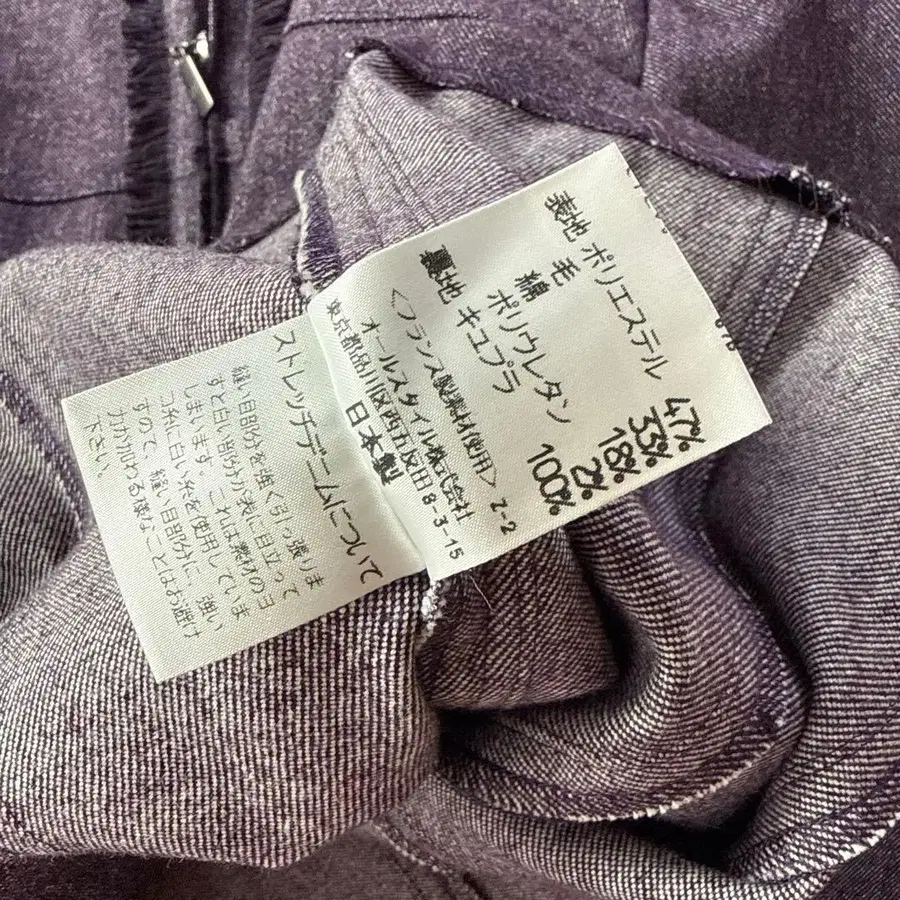 表地 ポリエステル 47%
毛 33%
綿 18%
ポリウレタン 2%
裏地 キュプラ 100%
<フランス製素材使用> Z-2
オールスタイル株式会社
東京都品川区西五反田8-3-15
日本製
ストレッチデニムについて
縫い目部分を強く引っ張りま
すと白い部分が表に目立って
しまいます。これは素材のヨ
コ糸に白い糸を使用していま
すので、縫い目部分に、強い
力が加わる様なことはお避け
下さい。